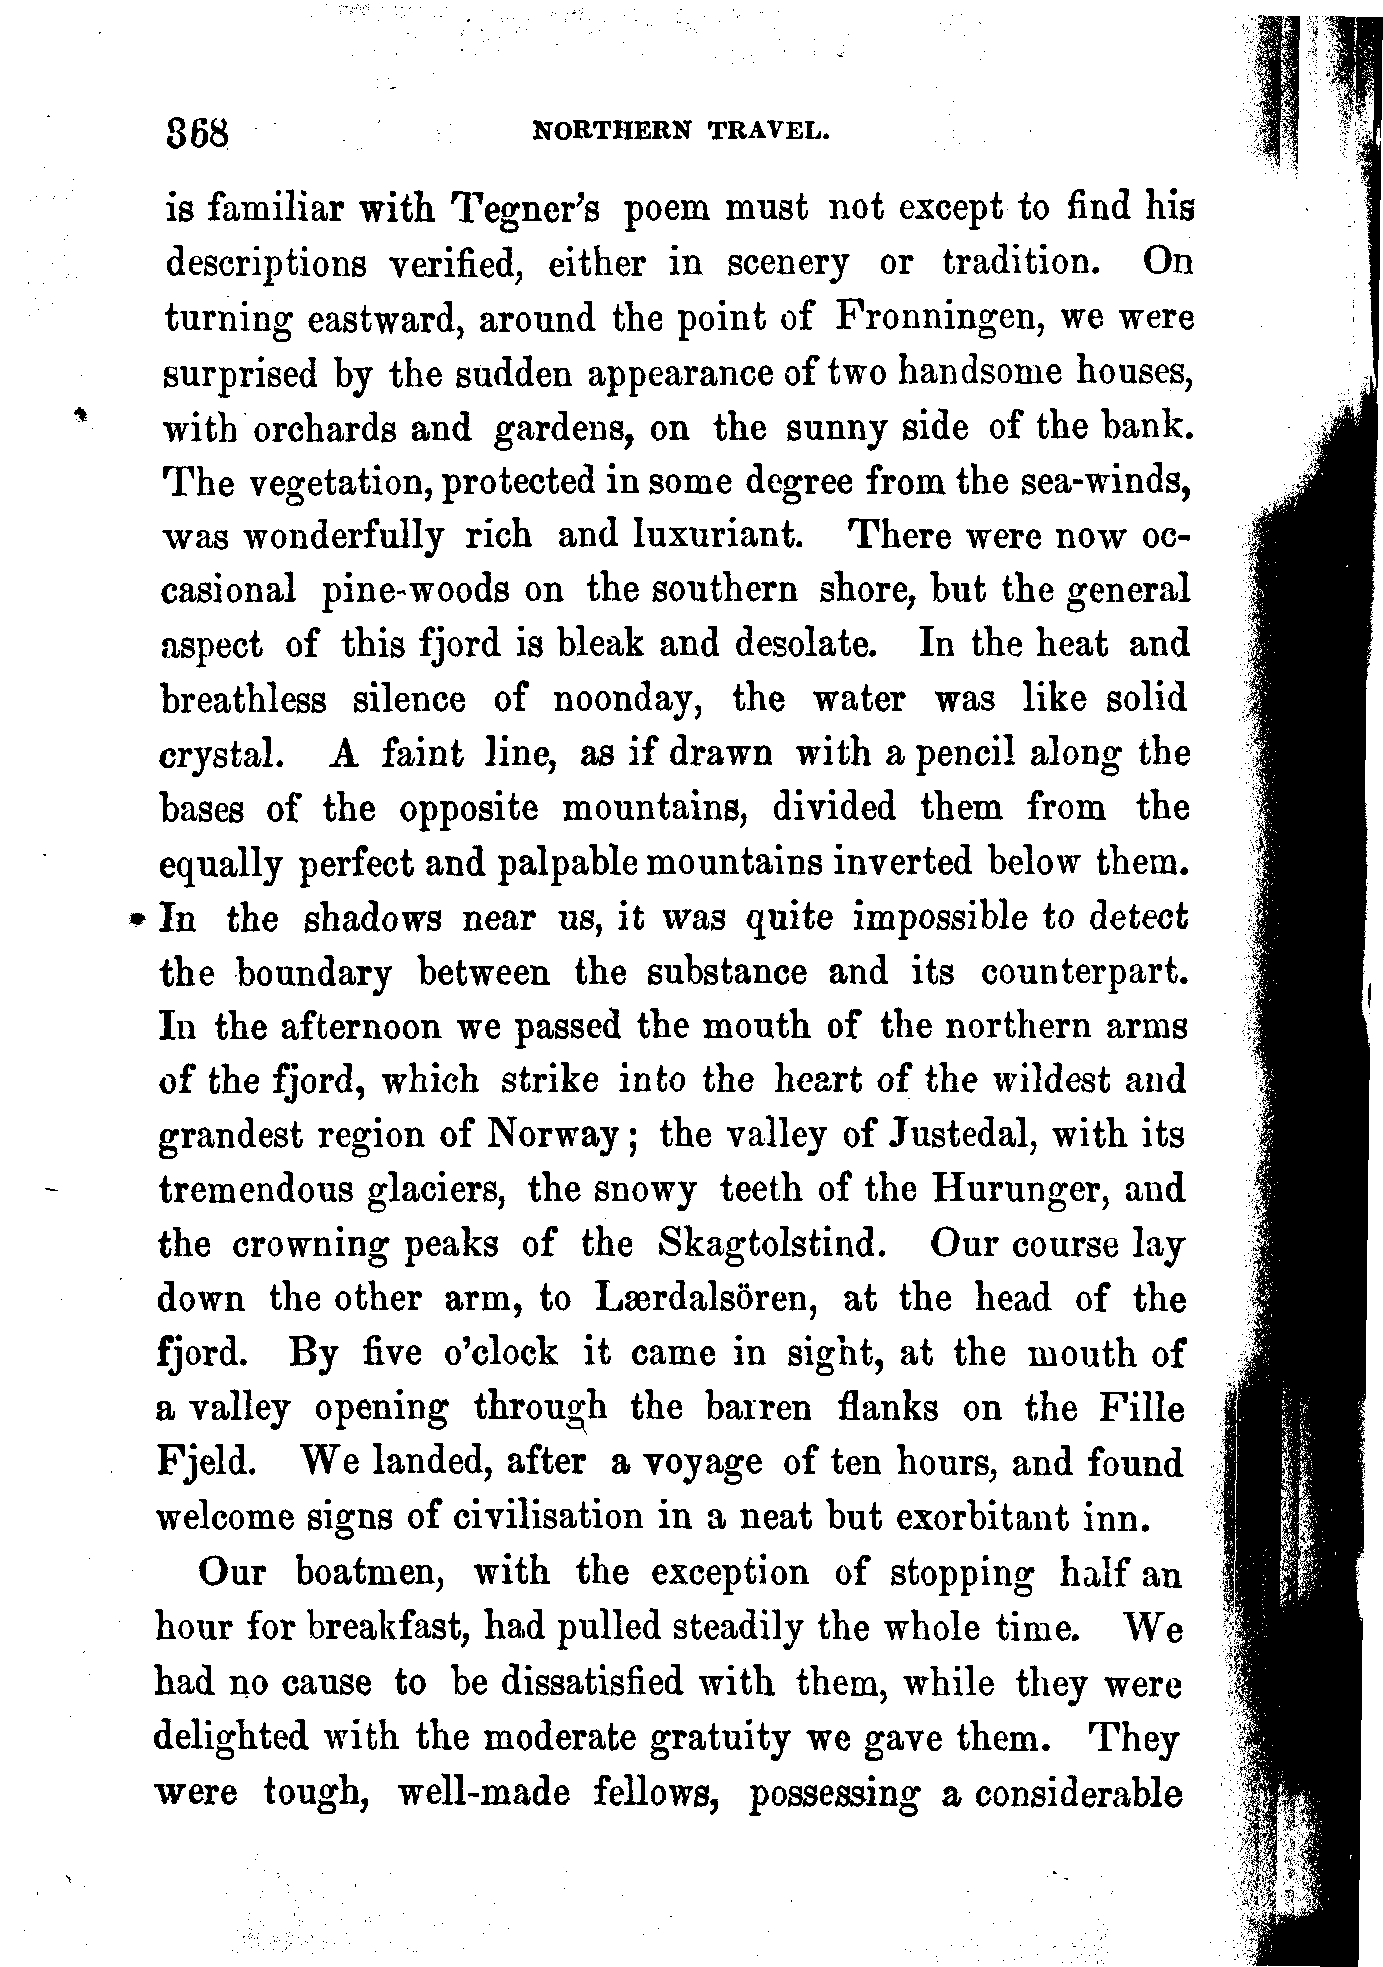 368 NORTHERN TRAVEL.
is familiar with Tegner's poem must not except to find his
descriptions verified, either in scenery or tradition. On
turning eastward, around the point of Fronningen, we were
surprised by the sudden appearance of two handsome houses,
with orchards and gardens, on the sunny side of the bank.
The vegetation, protected in some degree from the sea-winds,
was wonderfully rich and luxuriant. There were now oc-
casional pine-woods on the southern shore, but the general
aspect of this fjord is bleak and desolate. In the heat and
breathless silence of noonday, the water was like solid
crystal. A faint line, as if drawn with a pencil along the
bases of the opposite mountains, divided them from the
equally perfect and palpable mountains inverted below them.
In the shadows near us, it was quite impossible to detect
the boundary between the substance and its counterpart.
In the afternoon we passed the mouth of the northern arms
of the fjord, which strike into the heart of the wildest and
grandest region of Norway; the valley of Justedal, with its
tremendous glaciers, the snowy teeth of the Hurunger, and
the crowning peaks of the Skagtolstind. Our course lay
down the other arm, to Lærdalsören, at the head of the
fjord. By five o'clock it came in sight, at the mouth of
a valley opening through the barren flanks on the Fille
Fjeld. We landed, after a voyage of ten hours, and found
welcome signs of civilisation in a neat but exorbitant inn.
Our boatmen, with the exception of stopping half an
hour for breakfast, had pulled steadily the whole time. We
had no cause to be dissatisfied with them, while they were
delighted with the moderate gratuity we gave them. They
were tough, well-made fellows, possessing a considerable